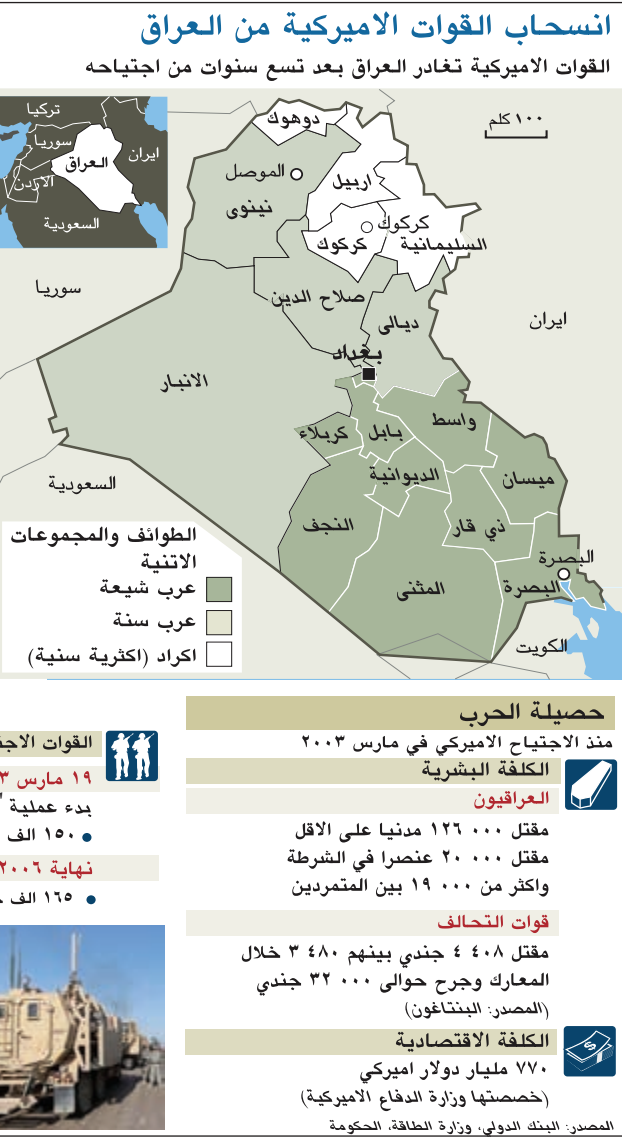 انسحاب القوات الاميركية من العراق
القوات الاميركية تغادر العراق بعد تسع سنوات من اجتياحه
١٠٠ كلم
تركيا
سوريا
ايران
العراق
الاردن
السعودية
دوهوك
الموصل
اربيل
نينوى
كركوك
كركوك
السليمانية
سوريا
صلاح الدين
ديالى
ايران
بغداد
الانبار
واسط
بابل
كربلاء
الديوانية
ميسان
السعودية
النجف
ذي قار
البصرة
البصرة
المثنى
الكويت
الطوائف والمجموعات
الاتنية
عرب شيعة
عرب سنة
اكراد (اكثرية سنية)
حصيلة الحرب
منذ الاجتياح الاميركي في مارس ٢٠٠٣
الكلفة البشرية
العراقيون
مقتل ٠٠٠ ١٢٦ مدنيا على الاقل
مقتل ٠٠٠ ٢٠ عنصرا في الشرطة
واكثر من ٠٠٠ ١٩ بين المتمردين
قوات التحالف
مقتل ٤٠٨ ٤ جندي بينهم ٤٨٠ ٣ خلال
المعارك وجرح حوالى ٠٠٠ ٣٢ جندي
(المصدر: البنتاغون)
الكلفة الاقتصادية
٧٧٠ مليار دولار اميركي
(خصصتها وزارة الدفاع الاميركية)
المصدر: البنك الدولي، وزارة الطاقة، الحكومة
القوات
١٩ مارس
بدء عملية
• ١٥٠ الف
نهاية ٢٠٠٦
• ١٦٥ الف